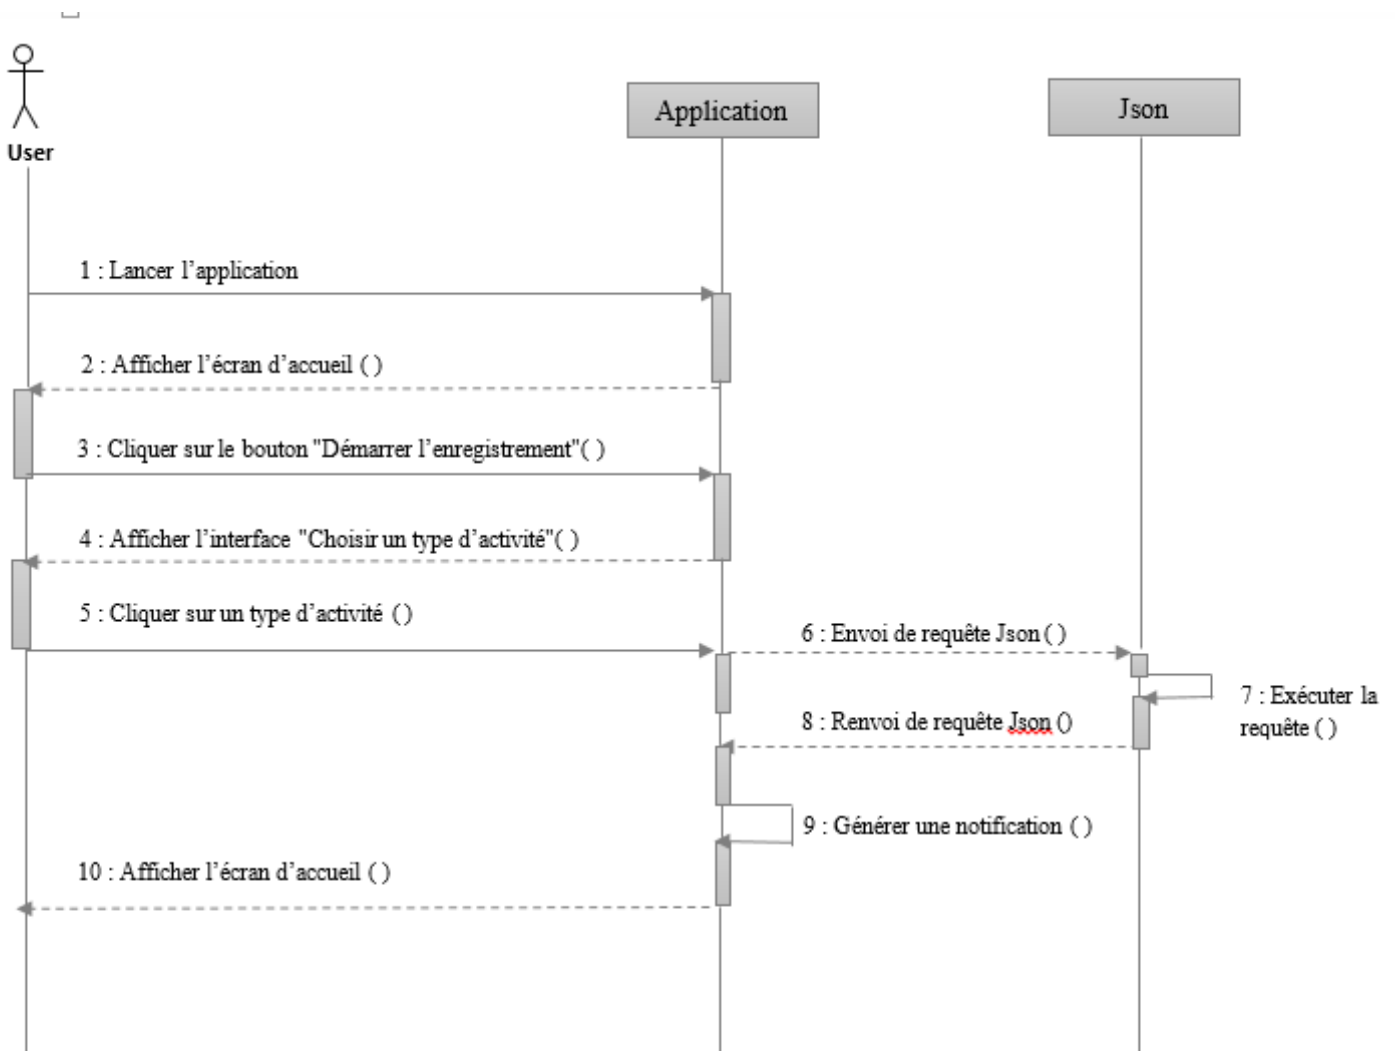 User
Application
Json
1 : Lancer l’application
2 : Afficher l’écran d’accueil ( )
3 : Cliquer sur le bouton "Démarrer l’enregistrement"( )
4 : Afficher l’interface "Choisir un type d’activité"( )
5 : Cliquer sur un type d’activité ( )
6 : Envoi de requête Json ( )
7 : Exécuter la
requête ( )
8 : Renvoi de requête Json ()
9 : Générer une notification ( )
10 : Afficher l’écran d’accueil ( )